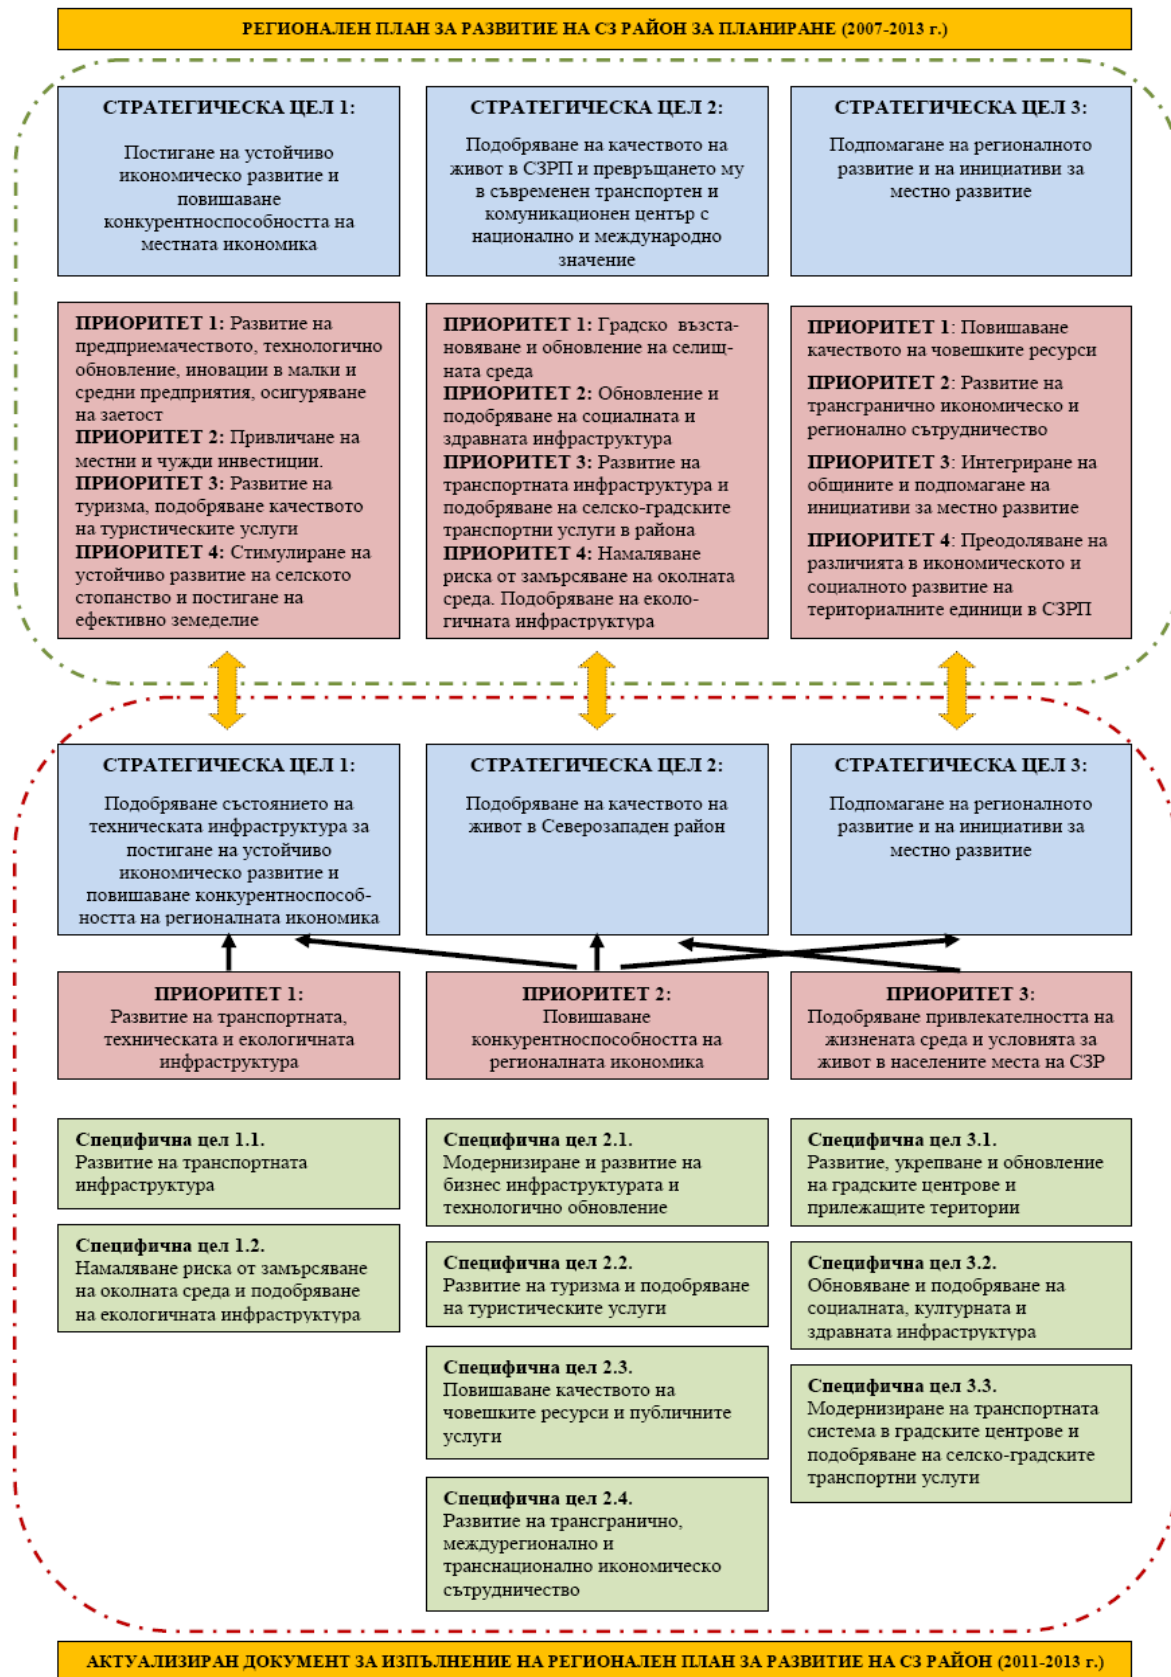 РЕГИОНАЛЕН ПЛАН ЗА РАЗВИТИЕ НА СЗ РАЙОН ЗА ПЛАНИРАНЕ (2007-2013 г.)
СТРАТЕГИЧЕСКА ЦЕЛ 1:
Постигане на устойчиво
икономическо развитие и
повишаване
конкурентноспособността на
местната икономика
СТРАТЕГИЧЕСКА ЦЕЛ 2:
Подобряване на качеството на
живот в СЗРП и превръщането му
в съвременен транспортен и
комуникационен център с
национално и международно
значение
СТРАТЕГИЧЕСКА ЦЕЛ 3:
Подпомагане на регионалното
развитие и на инициативи за
местно развитие
ПРИОРИТЕТ 1: Развитие на
предприемачеството, технологично
обновление, иновации в малки и
средни предприятия, осигуряване
на заетост
ПРИОРИТЕТ 2: Привличане на
местни и чужди инвестиции.
ПРИОРИТЕТ 3: Развитие на
туризма, подобряване качеството
на туристическите услуги
ПРИОРИТЕТ 4: Стимулиране на
устойчиво развитие на селското
стопанство и постигане на
ефективно земеделие
ПРИОРИТЕТ 1: Градско възста-
новяване и обновление на селищ-
ната среда
ПРИОРИТЕТ 2: Обновление и
подобряване на социалната и
здравната инфраструктура
ПРИОРИТЕТ 3: Развитие на
транспортната инфраструктура и
подобряване на селско-градските
транспортни услуги в района
ПРИОРИТЕТ 4: Намаляване
риска от замърсяване на околната
среда. Подобряване на еколо-
гичната инфраструктура
ПРИОРИТЕТ 1: Повишаване
качеството на човешките ресурси
ПРИОРИТЕТ 2: Развитие на
трансгранично икономическо и
регионално сътрудничество
ПРИОРИТЕТ 3: Интегриране на
общините и подпомагане на
инициативи за местно развитие
ПРИОРИТЕТ 4: Преодоляване на
различията в икономическото и
социалното развитие на
териториалните единици в СЗРП
СТРАТЕГИЧЕСКА ЦЕЛ 1:
Подобряване състоянието на
техническата инфраструктура за
постигане на устойчиво
икономическо развитие и
повишаване конкурентноспособ-
ността на регионалната икономика
СТРАТЕГИЧЕСКА ЦЕЛ 2:
Подобряване на качеството на
живот в Северозападен район
СТРАТЕГИЧЕСКА ЦЕЛ 3:
Подпомагане на регионалното
развитие и на инициативи за
местно развитие
ПРИОРИТЕТ 1:
Развитие на транспортната,
техническата и екологичната
инфраструктура
ПРИОРИТЕТ 2:
Повишаване
конкурентноспособността на
регионалната икономика
ПРИОРИТЕТ 3:
Подобряване привлекателността на
жизнената среда и условията за
живот в населените места на СЗР
Специфична цел 1.1.
Развитие на транспортната
инфраструктура
Специфична цел 1.2.
Намаляване риска от замърсяване
на околната среда и подобряване
на екологичната инфраструктура
Специфична цел 2.1.
Модернизиране и развитие на
бизнес инфраструктурата и
технологично обновление
Специфична цел 2.2.
Развитие на туризма и подобряване
на туристическите услуги
Специфична цел 2.3.
Повишаване качеството на
човешките ресурси и публичните
услуги
Специфична цел 2.4.
Развитие на трансгранично,
междурегионално и
транснационално икономическо
сътрудничество
Специфична цел 3.1.
Развитие, укрепване и обновление
на градските центрове и
прилежащите територии
Специфична цел 3.2.
Обновяване и подобряване на
социалната, културната и
здравната инфраструктура
Специфична цел 3.3.
Модернизиране на транспортната
система в градските центрове и
подобряване на селско-градските
транспортни услуги
АКТУАЛИЗИРАН ДОКУМЕНТ ЗА ИЗПЪЛНЕНИЕ НА РЕГИОНАЛЕН ПЛАН ЗА РАЗВИТИЕ НА СЗ РАЙОН (2011-2013 г.)